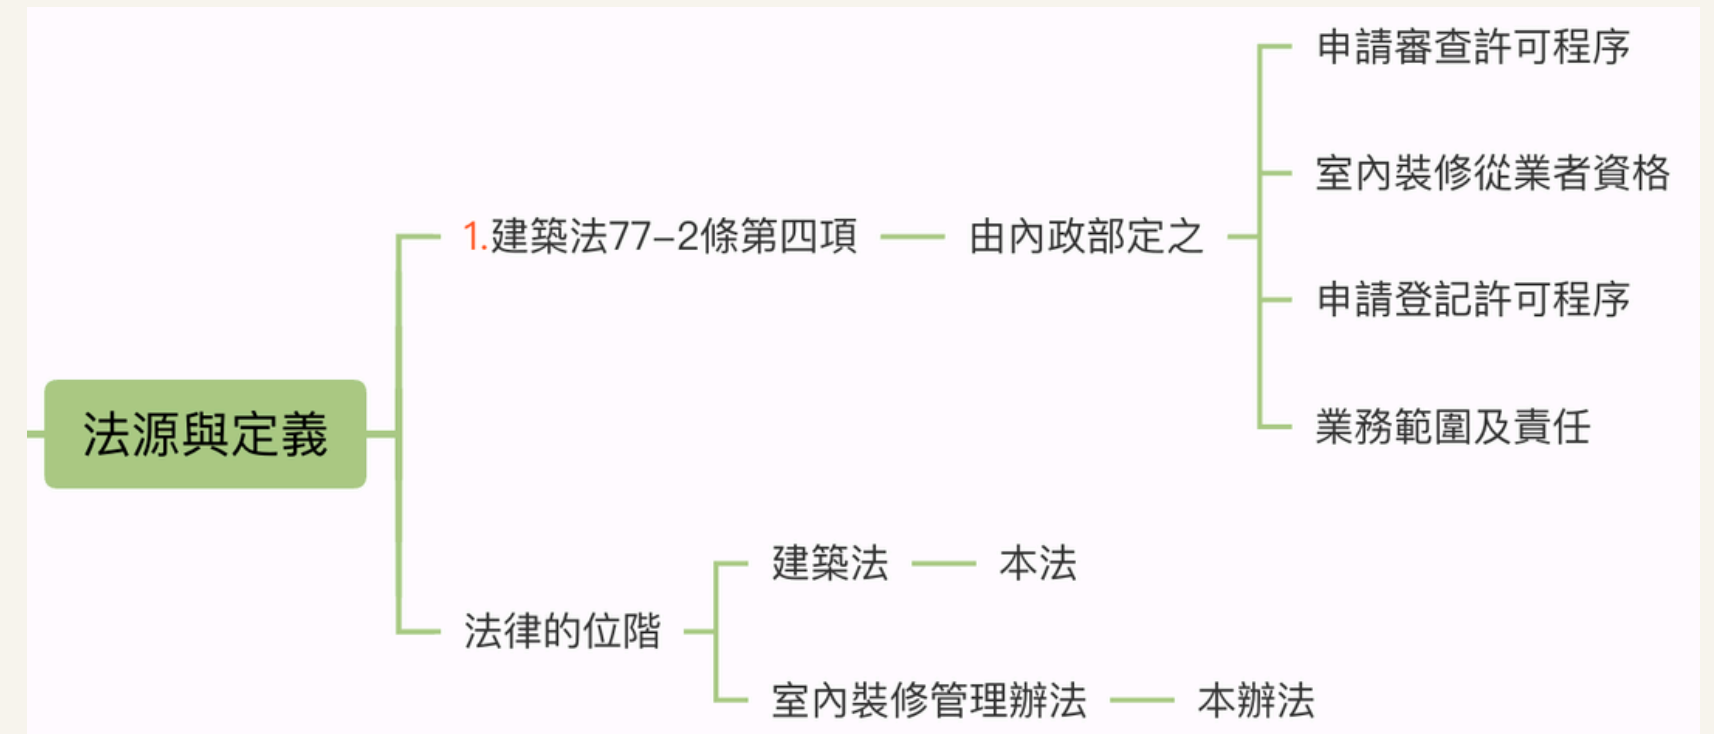 法源與定義
1.建築法77-2條第四項
由內政部定之
申請審查許可程序
室內裝修從業者資格
申請登記許可程序
業務範圍及責任
法律的位階
建築法
本法
室內裝修管理辦法
本辦法